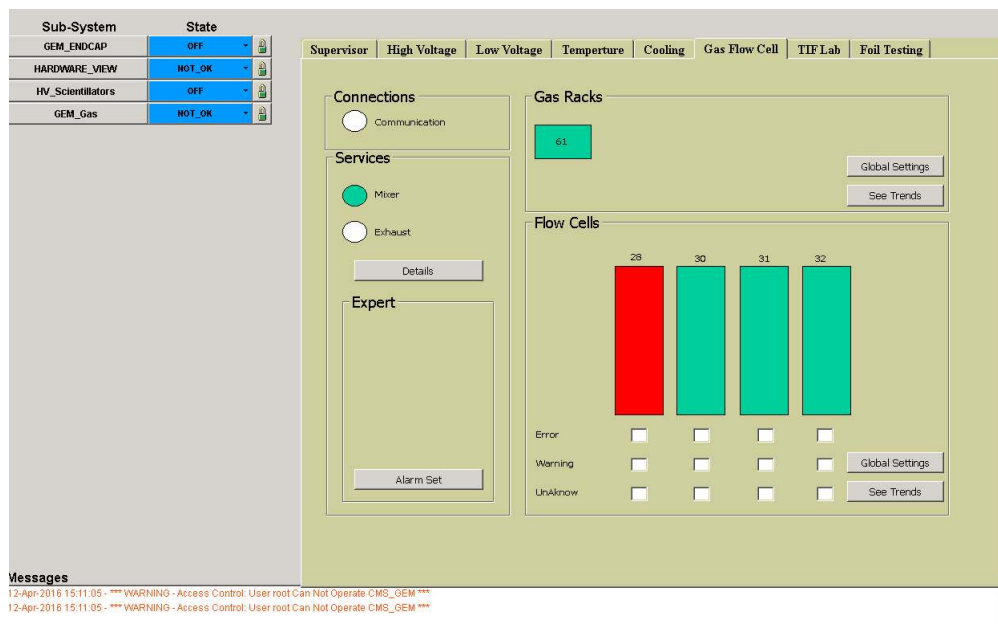 Sub-System State
GEM_ENDCAP OFF
HARDWARE_VIEW NOT_OK
HV_Scentillators OFF
GEM_Gas NOT_OK
Supervisor High Voltage Low Voltage Temperture Cooling Gas Flow Cell TIF Lab Foil Testing
Connections
Communication
Services
Mixer
Exhaust
Details
Expert
Alarm Set
Gas Racks
61
Global Settings
See Trends
Flow Cells
28 30 31 32
Error
Warning
Global Settings
UnAknow
See Trends
Messages
12-Apr-2016 15:11:05 - *** WARNING - Access Control: User root Can Not Operate CMS_GEM ***
12-Apr-2016 15:11:05 - *** WARNING - Access Control: User root Can Not Operate CMS_GEM ***